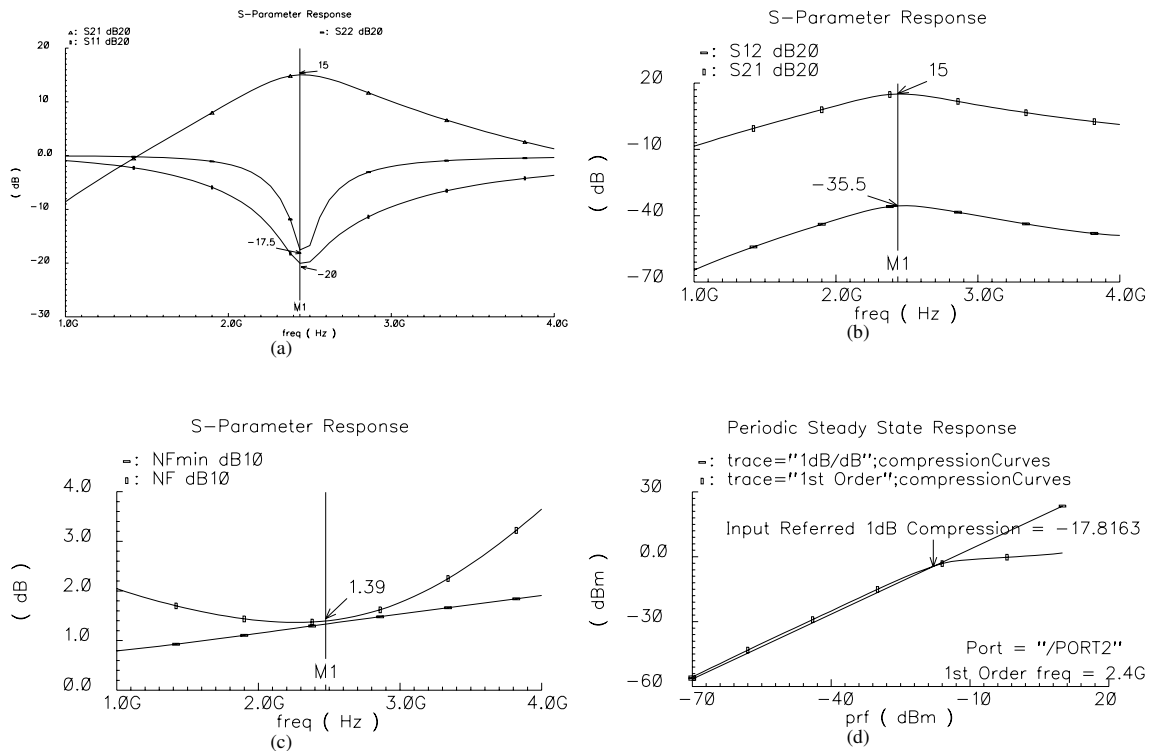 S-Parameter Response
S21 dB20
S22 dB20
S11 dB20
20
15
10
0.0
( dB )
-10
-17.5
-20
-20
-30
M1
1.0G
2.0G
3.0G
4.0G
freq ( Hz )
(a)
S-Parameter Response
S12 dB20
S21 dB20
20
15
-10
( dB )
-35.5
-40
M1
-70
1.0G
2.0G
3.0G
4.0G
freq ( Hz )
(b)
S-Parameter Response
NFmin dB10
NF dB10
4.0
3.0
( dB )
2.0
1.39
1.0
M1
0.0
1.0G
2.0G
3.0G
4.0G
freq ( Hz )
(c)
Periodic Steady State Response
trace="1dB/dB";compressionCurves
trace="1st Order";compressionCurves
30
Input Referred 1dB Compression = -17.8163
0.0
( dBm )
-30
Port = "/PORT2"
1st Order freq = 2.4G
-60
-70
-40
-10
20
prf ( dBm )
(d)